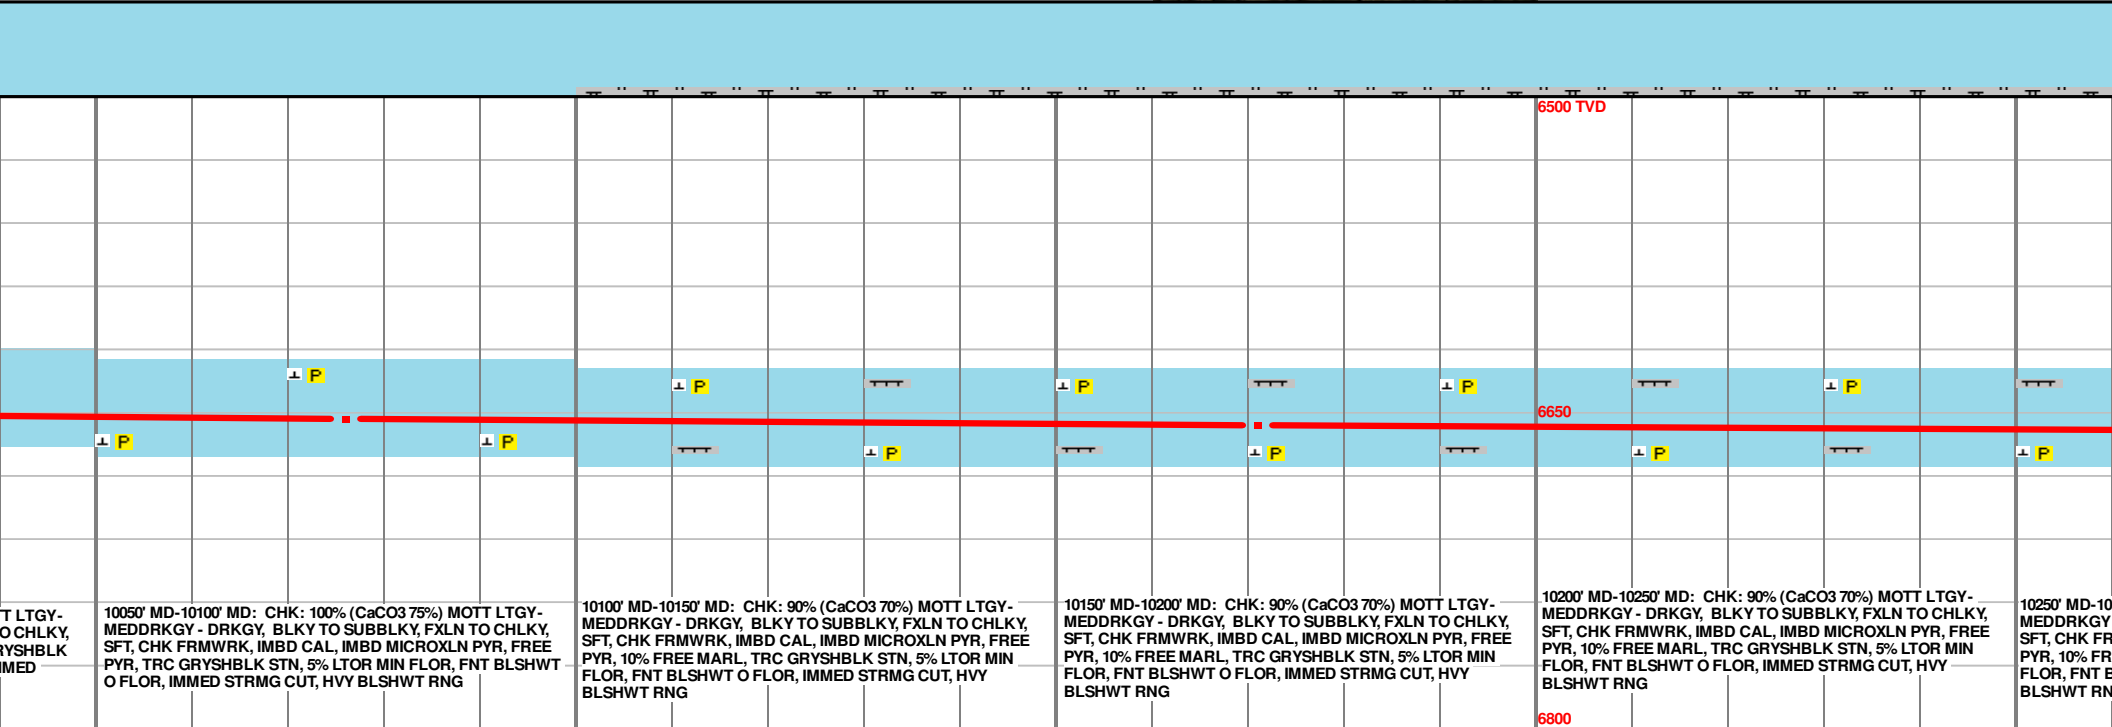 6500 TVD
P
P
P
P
P
P
P
P
P
P
P
6650
6800
T LTGY-
O CHLKY,
RYSHBLK
MMED
10050' MD-10100' MD: CHK: 100% (CaCO3 75%) MOTT LTGY-
MEDDRKGY - DRKGY, BLKY TO SUBBLKY, FXLN TO CHLKY,
SFT, CHK FRMWRK, IMBD CAL, IMBD MICROXLN PYR, FREE
PYR, TRC GRYSHBLK STN, 5% LTOR MIN FLOR, FNT BLSHWT
O FLOR, IMMED STRMG CUT, HVY BLSHWT RNG
10100' MD-10150' MD: CHK: 90% (CaCO3 70%) MOTT LTGY-
MEDDRKGY - DRKGY, BLKY TO SUBBLKY, FXLN TO CHLKY,
SFT, CHK FRMWRK, IMBD CAL, IMBD MICROXLN PYR, FREE
PYR, 10% FREE MARL, TRC GRYSHBLK STN, 5% LTOR MIN
FLOR, FNT BLSHWT O FLOR, IMMED STRMG CUT, HVY
BLSHWT RNG
10150' MD-10200' MD: CHK: 90% (CaCO3 70%) MOTT LTGY-
MEDDRKGY - DRKGY, BLKY TO SUBBLKY, FXLN TO CHLKY,
SFT, CHK FRMWRK, IMBD CAL, IMBD MICROXLN PYR, FREE
PYR, 10% FREE MARL, TRC GRYSHBLK STN, 5% LTOR MIN
FLOR, FNT BLSHWT O FLOR, IMMED STRMG CUT, HVY
BLSHWT RNG
10200' MD-10250' MD: CHK: 90% (CaCO3 70%) MOTT LTGY-
MEDDRKGY - DRKGY, BLKY TO SUBBLKY, FXLN TO CHLKY,
SFT, CHK FRMWRK, IMBD CAL, IMBD MICROXLN PYR, FREE
PYR, 10% FREE MARL, TRC GRYSHBLK STN, 5% LTOR MIN
FLOR, FNT BLSHWT O FLOR, IMMED STRMG CUT, HVY
BLSHWT RNG
10250' MD-10
MEDDRKGY
SFT, CHK FR
PYR, 10% FR
FLOR, FNT B
BLSHWT RN